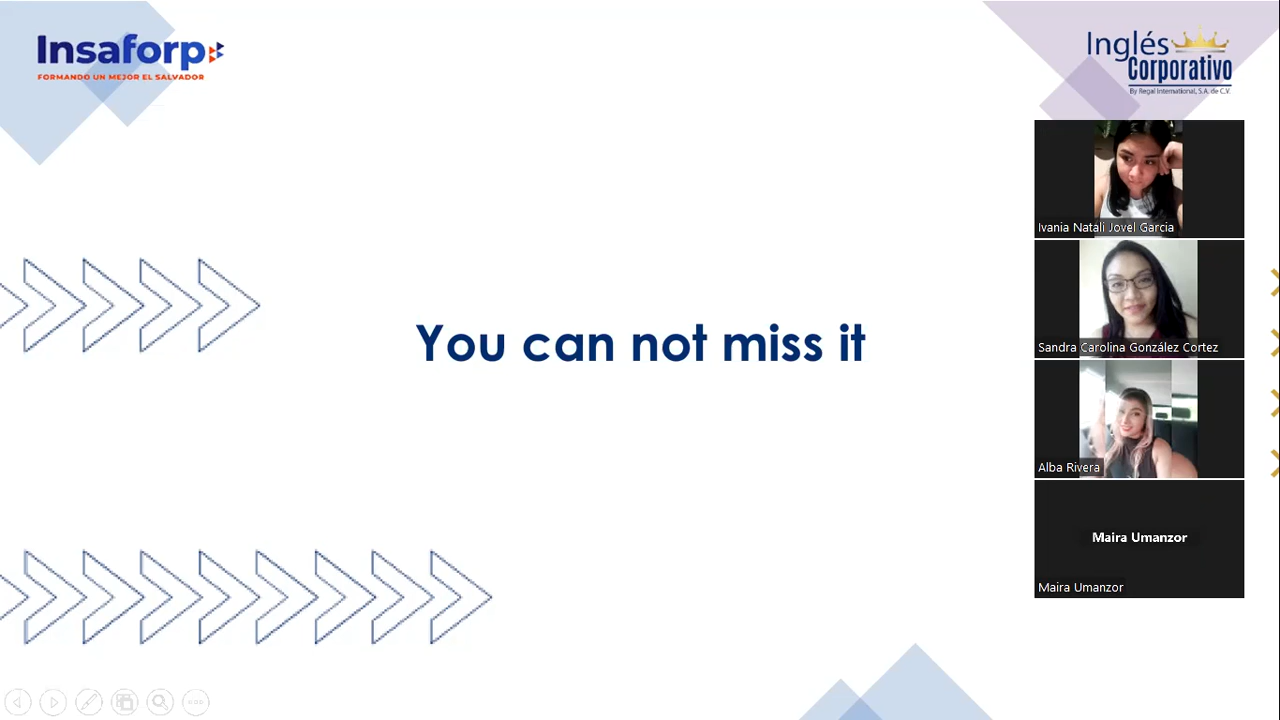 Insaforp
FORMANDO UN MEJOR EL SALVADOR
Inglés
Corporativo
By Regal International, S.A. de C.V.
Ivania Natali Jovel Garcia
Sandra Carolina González Cortez
You can not miss it
Alba Rivera
Maira Umanzor
Maira Umanzor